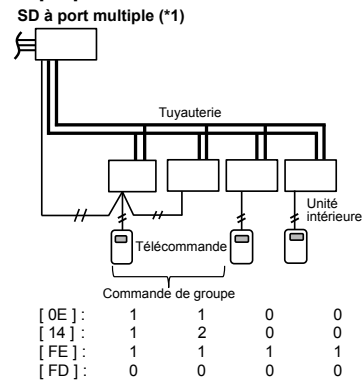 SD à port multiple (*1)
Tuyauterie
Unité
intérieure
Télécommande
Commande de groupe
[ 0E ] : 1 1 0 0
[ 14 ] : 1 2 0 0
[ FE ] : 1 1 1 1
[ FD ] : 0 0 0 0